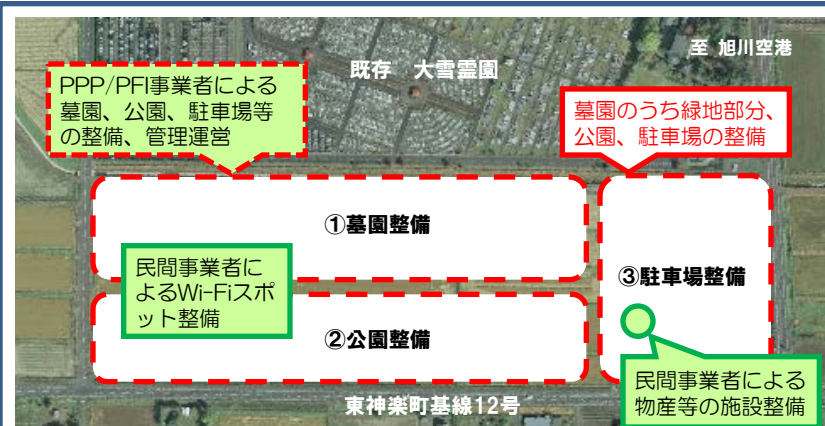 既存　大雪霊園
至 旭川空港
PPP/PFI事業者による
墓園、公園、駐車場等
の整備、管理運営
墓園のうち緑地部分、
公園、駐車場の整備
①墓園整備
民間事業者に
よるWi-Fiスポ
ット整備
③駐車場整備
②公園整備
民間事業者による
物産等の施設整備
東神楽町基線12号